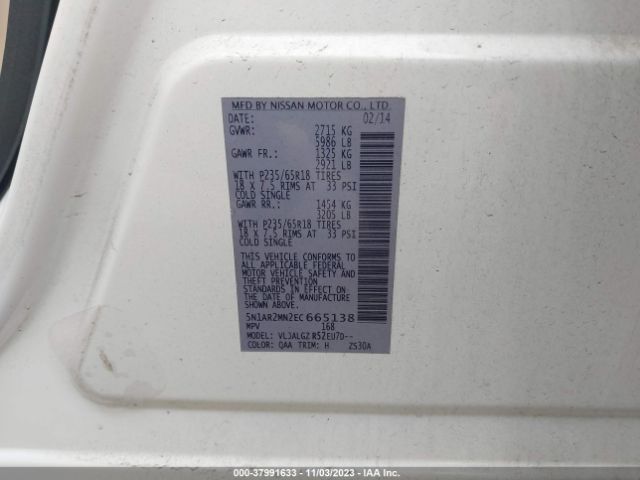 MFD BY NISSAN MOTOR CO., LTD.
DATE: 02/14
GVWR: 2715 KG
5986 LB
GAWR FR.: 1325 KG
2921 LB
WITH P235/65R18 TIRES
18 X 7.5 RIMS AT 33 PSI
COLD SINGLE
GAWR RR.: 1454 KG
3205 LB
WITH P235/65R18 TIRES
18 X 7.5 RIMS AT 33 PSI
COLD SINGLE
THIS VEHICLE CONFORMS TO
ALL APPLICABLE FEDERAL
MOTOR VEHICLE SAFETY AND
THEFT PREVENTION
STANDARDS IN EFFECT ON
THE DATE OF MANUFACTURE
SHOWN ABOVE.
5N1AR2MN2EC665138
MPV 168
MODEL: VLJALGZ R52EU7D--
COLOR: QAA TRIM: H ZS30A
000-37991633 - 11/03/2023 - IAA Inc.